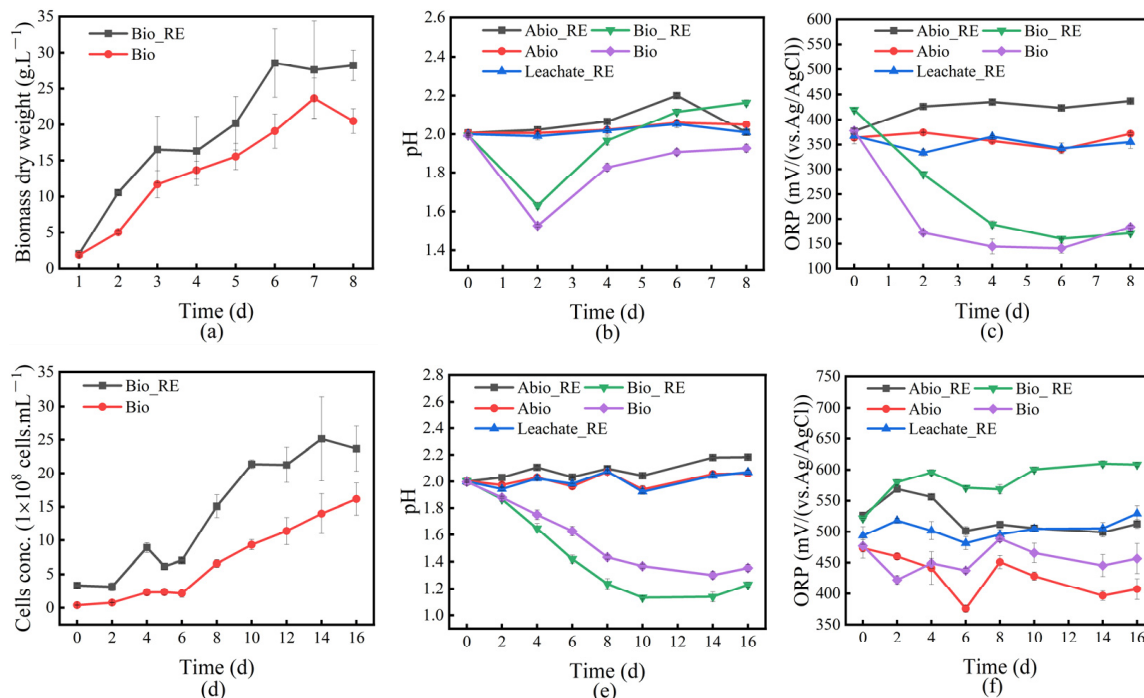 Biomass dry weight (g.L⁻¹)
35
30
25
20
15
10
5
0
Bio_RE
Bio
1 2 3 4 5 6 7 8
Time (d)
(a)
pH
2.6
2.4
2.2
2.0
1.8
1.6
1.4
Abio_RE Bio_RE
Abio Bio
Leachate_RE
0 1 2 3 4 5 6 7 8
Time (d)
(b)
ORP (mV/(vs.Ag/AgCl))
600
550
500
450
400
350
300
250
200
150
100
Abio_RE Bio_ RE
Abio Bio
Leachate_RE
0 1 2 3 4 5 6 7 8
Time (d)
(c)
Cells conc. (1×10⁸ cells.mL⁻¹)
35
30
25
20
15
10
5
0
Bio_RE
Bio
0 2 4 6 8 10 12 14 16
Time (d)
(d)
pH
2.8
2.6
2.4
2.2
2.0
1.8
1.6
1.4
1.2
1.0
Abio_RE Bio_ RE
Abio Bio
Leachate_RE
0 2 4 6 8 10 12 14 16
Time (d)
(e)
ORP (mV/(vs.Ag/AgCl))
750
700
650
600
550
500
450
400
350
Abio_RE Bio_ RE
Abio Bio
Leachate_RE
0 2 4 6 8 10 12 14 16
Time (d)
(f)